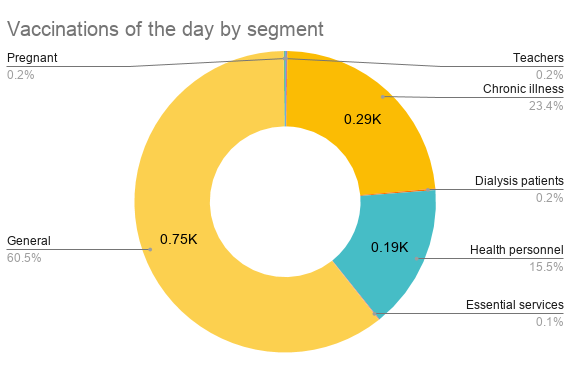 Vaccinations of the day by segment
Pregnant
0.2%
Teachers
0.2%
Chronic illness
23.4%
0.29K
Dialysis patients
0.2%
General
60.5%
0.75K
0.19K
Health personnel
15.5%
Essential services
0.1%